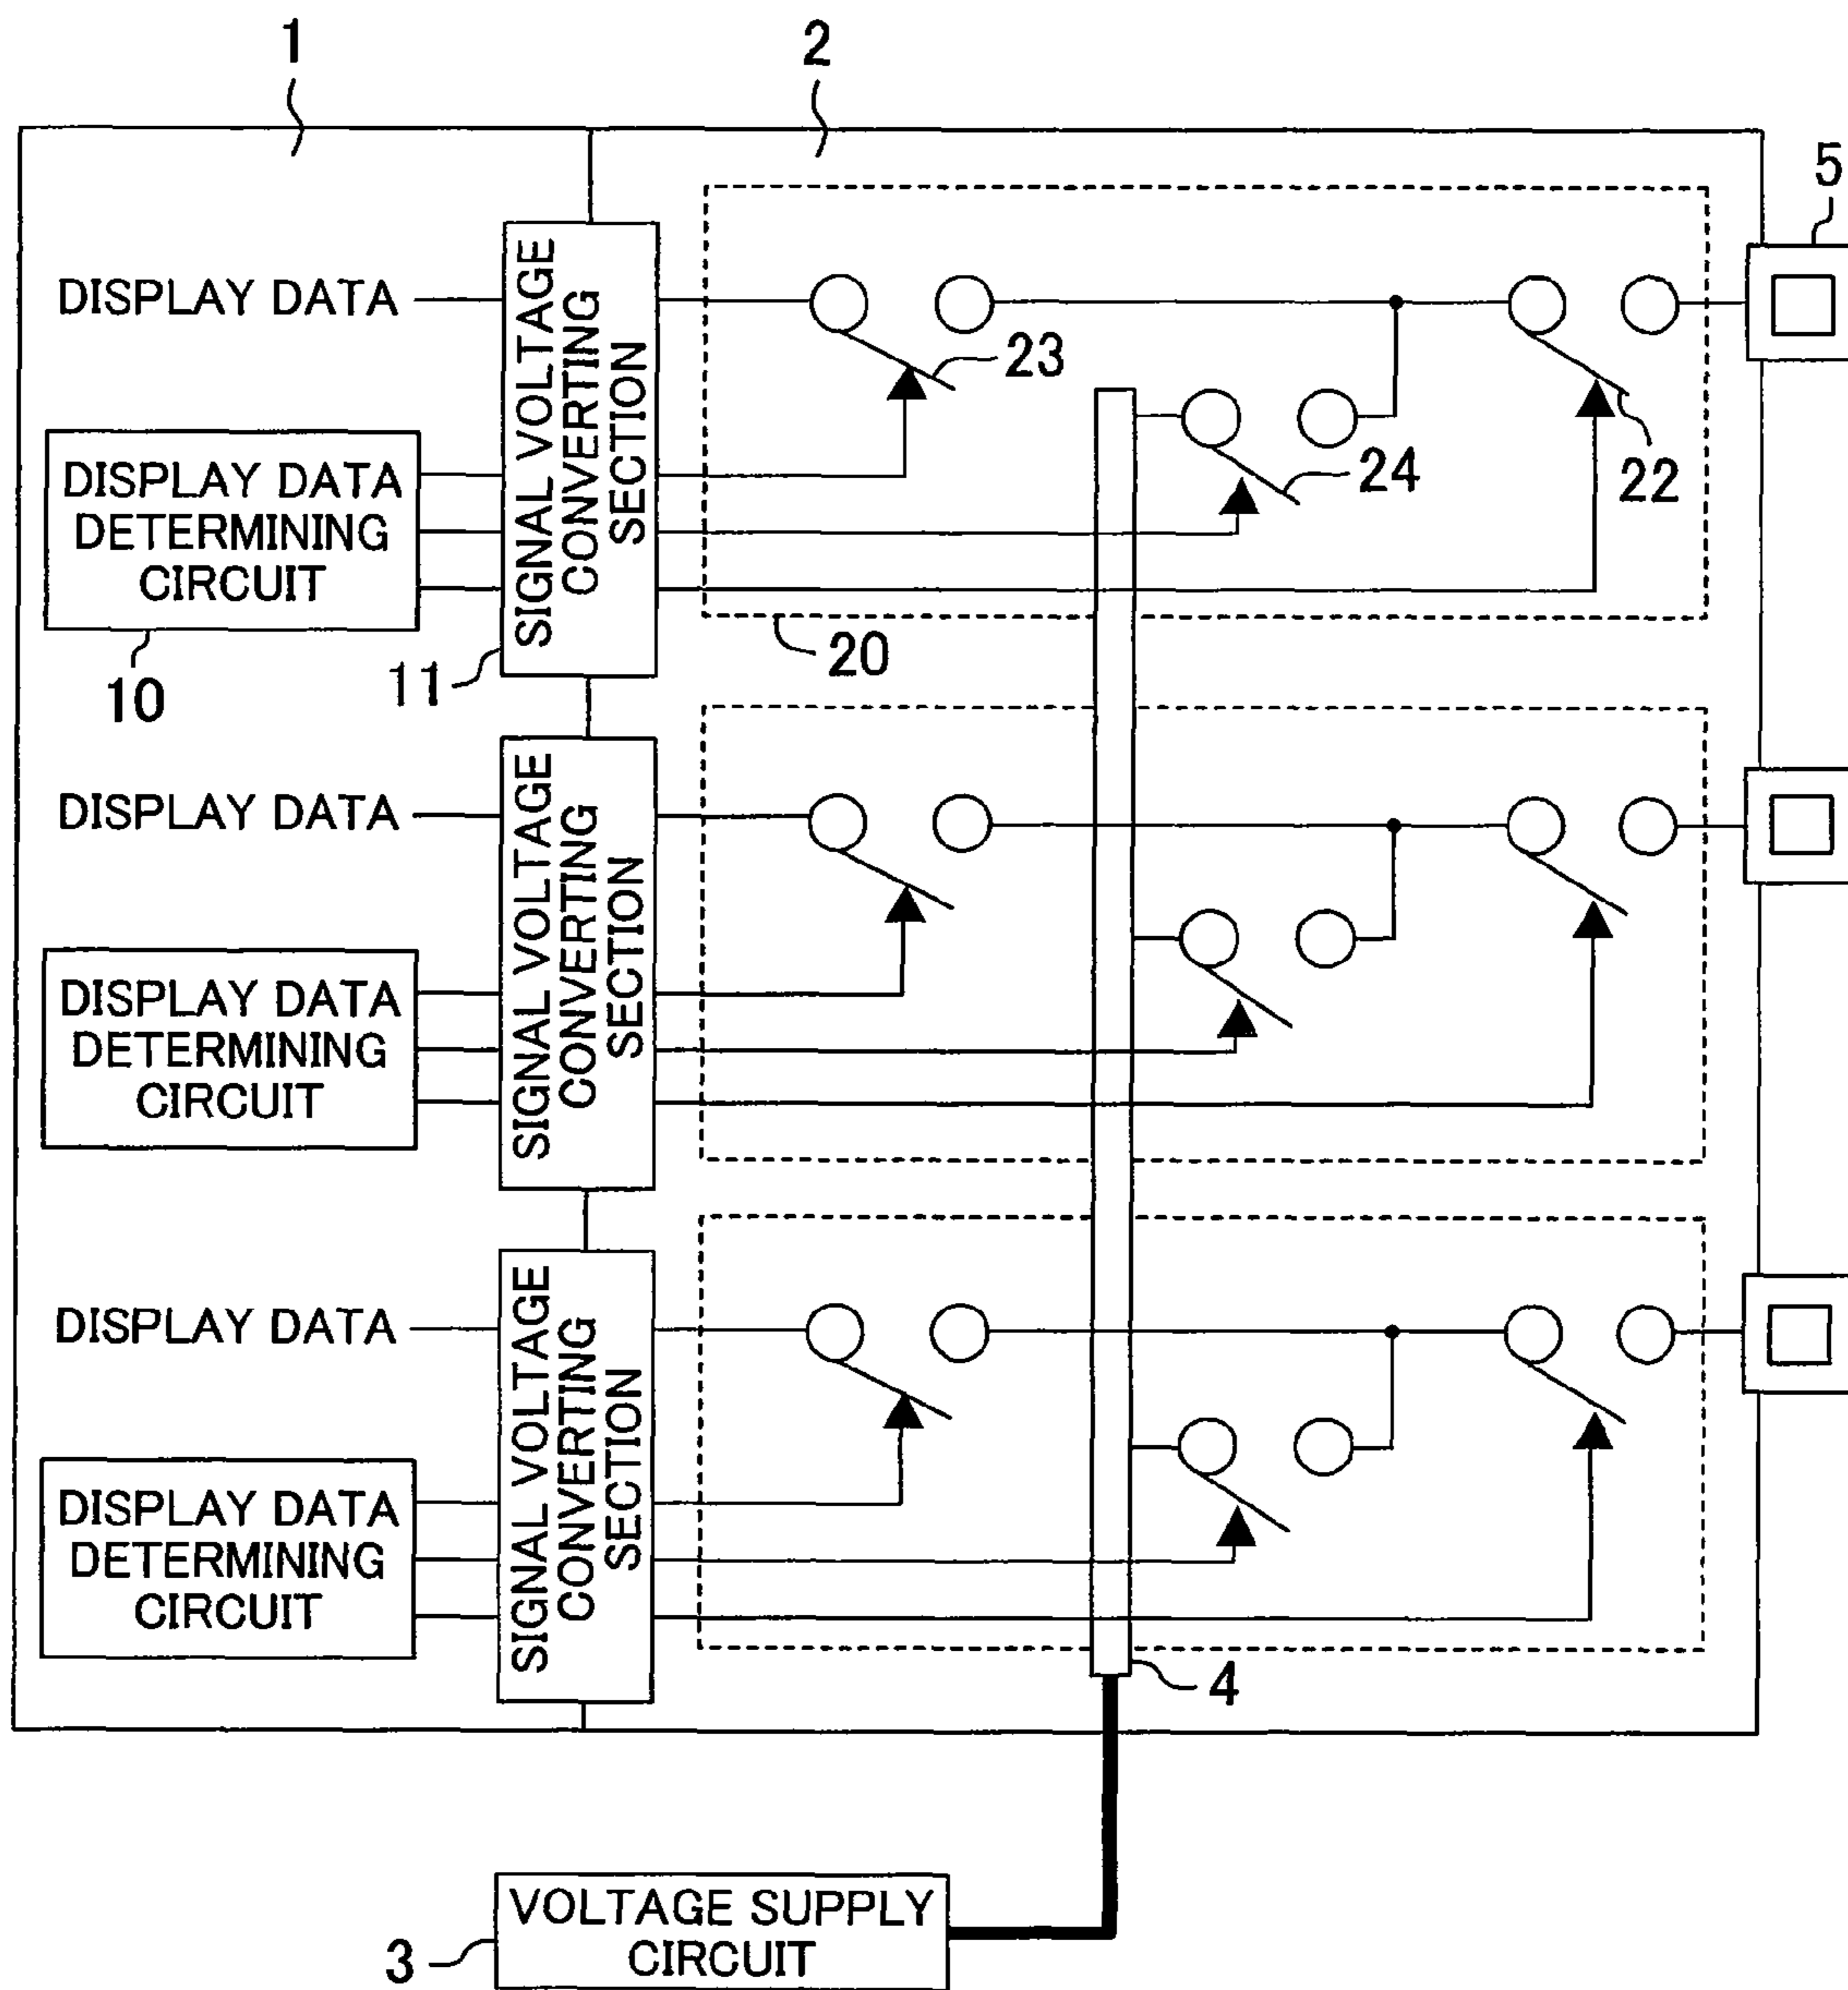 1
2
5
DISPLAY DATA
SIGNAL VOLTAGE
CONVERTING
SECTION
23
24
22
DISPLAY DATA
DETERMINING
CIRCUIT
10
11
20
DISPLAY DATA
SIGNAL VOLTAGE
CONVERTING
SECTION
DISPLAY DATA
DETERMINING
CIRCUIT
DISPLAY DATA
SIGNAL VOLTAGE
CONVERTING
SECTION
DISPLAY DATA
DETERMINING
CIRCUIT
4
VOLTAGE SUPPLY
CIRCUIT
3